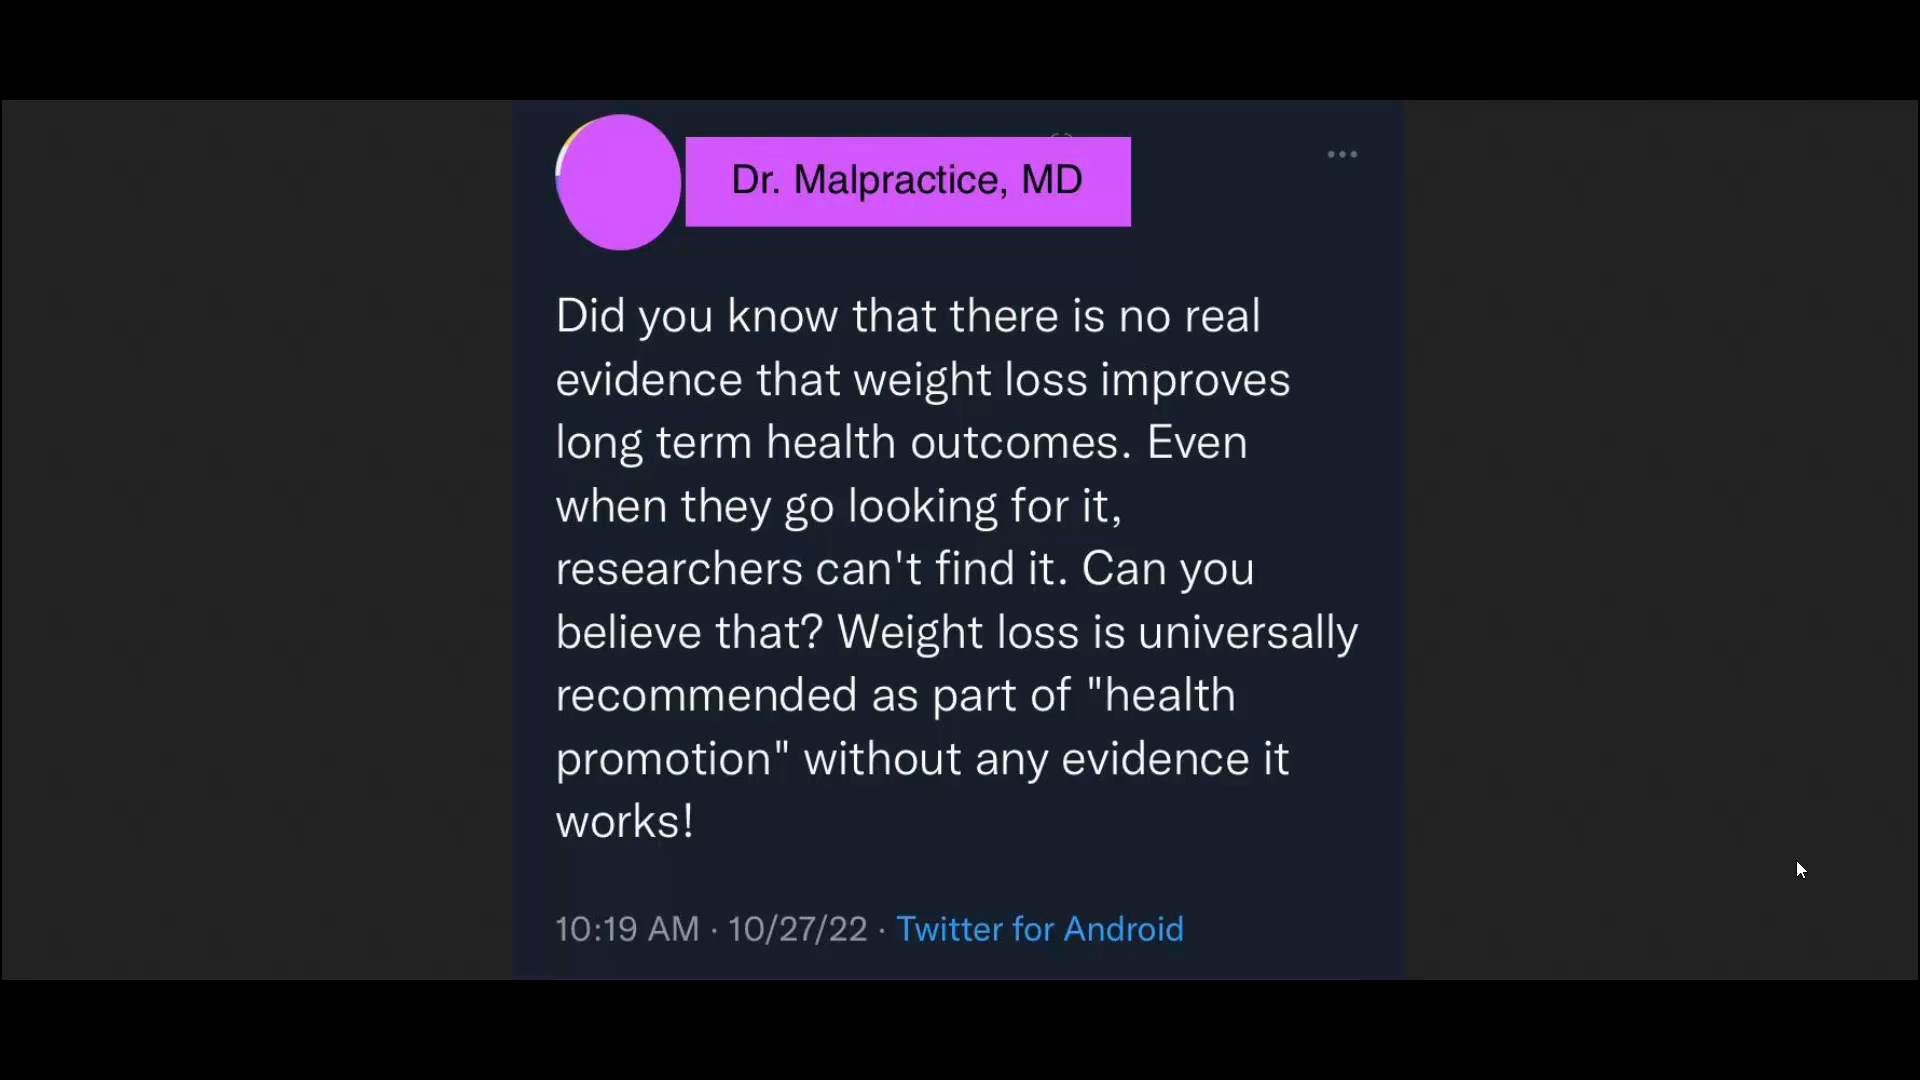 Dr. Malpractice, MD
Did you know that there is no real
evidence that weight loss improves
long term health outcomes. Even
when they go looking for it,
researchers can't find it. Can you
believe that? Weight loss is universally
recommended as part of "health
promotion" without any evidence it
works!
10:19 AM · 10/27/22 · Twitter for Android